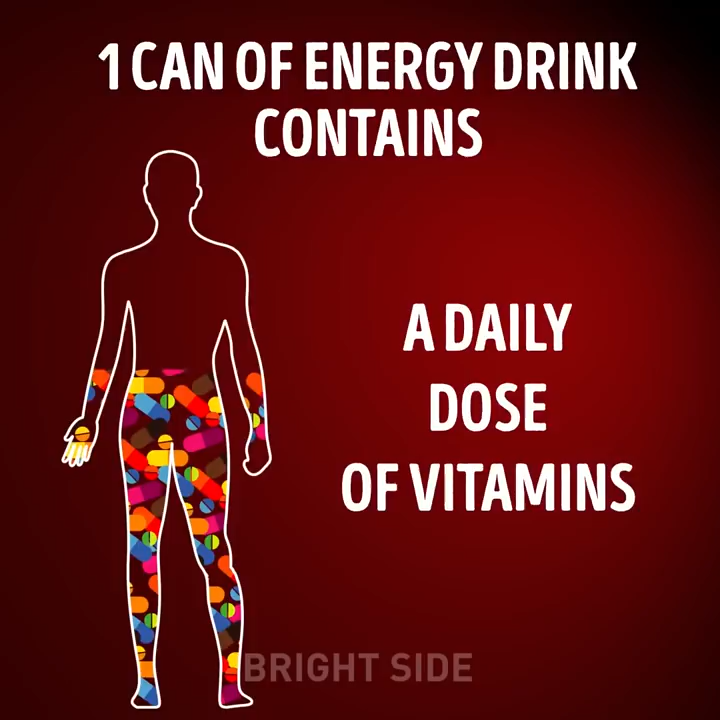 1 CAN OF ENERGY DRINK
CONTAINS
A DAILY
DOSE
OF VITAMINS
BRIGHT SIDE